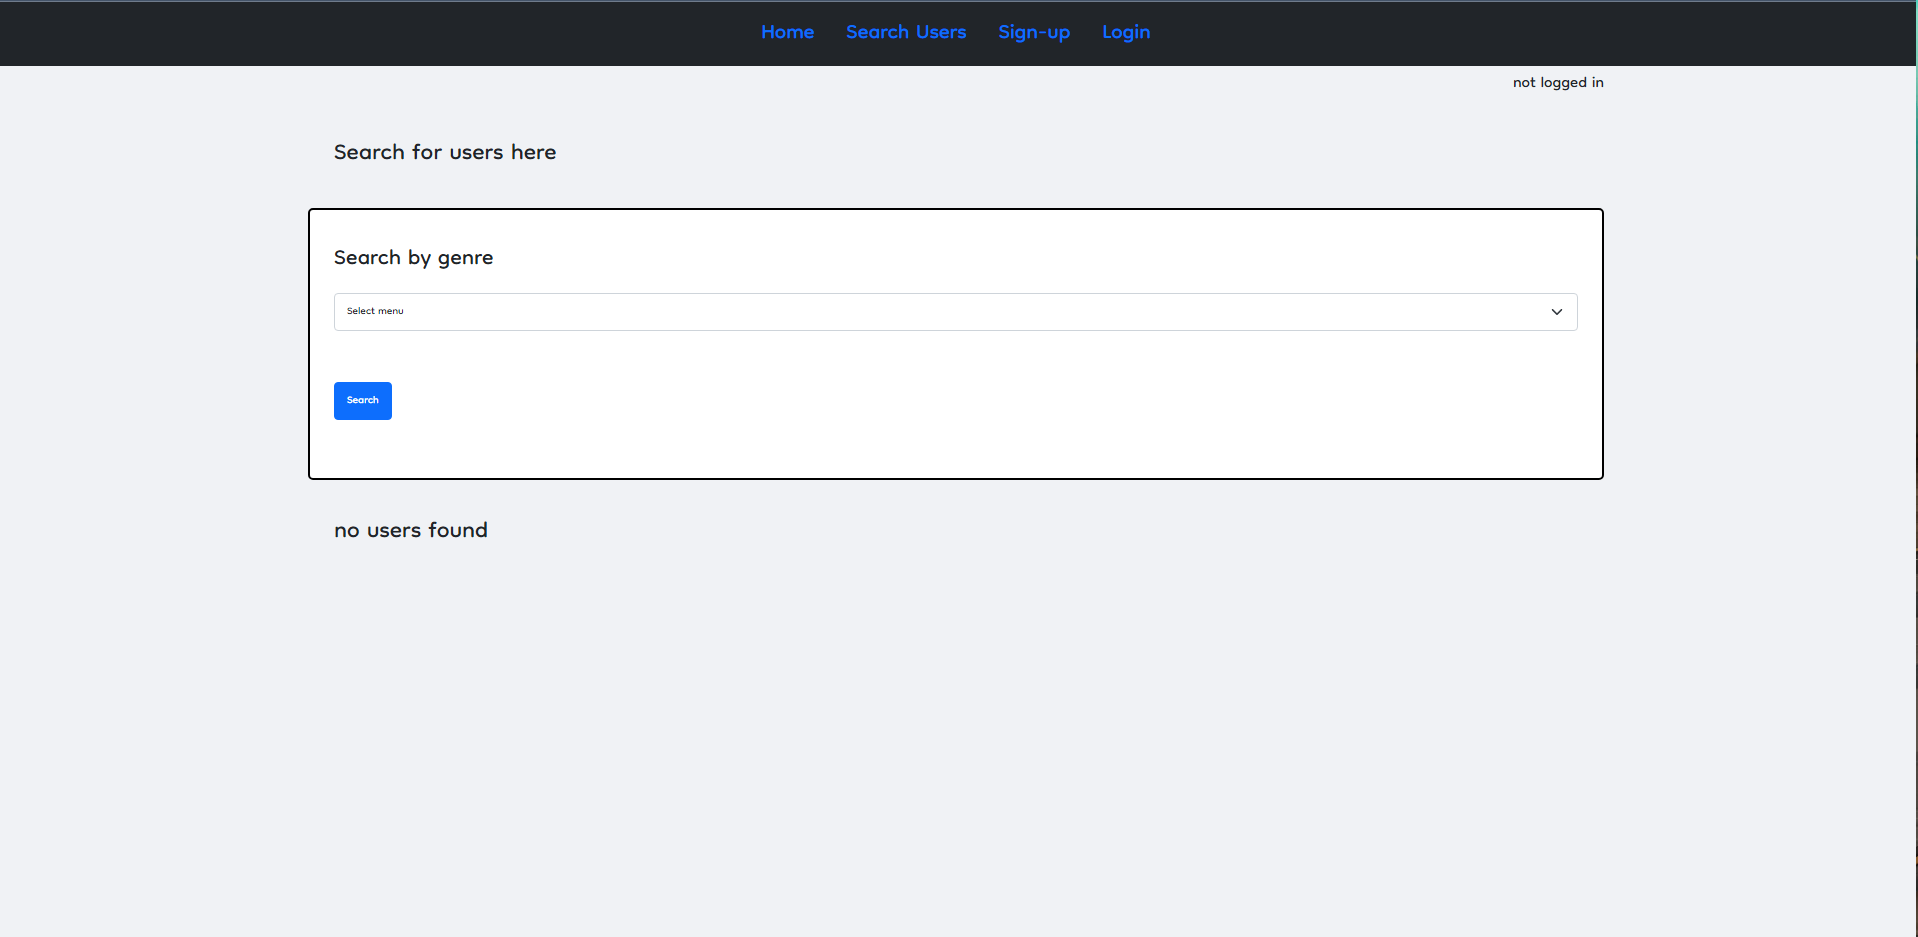 Home Search Users Sign-up Login
not logged in
Search for users here
Search by genre
Select menu
Search
no users found